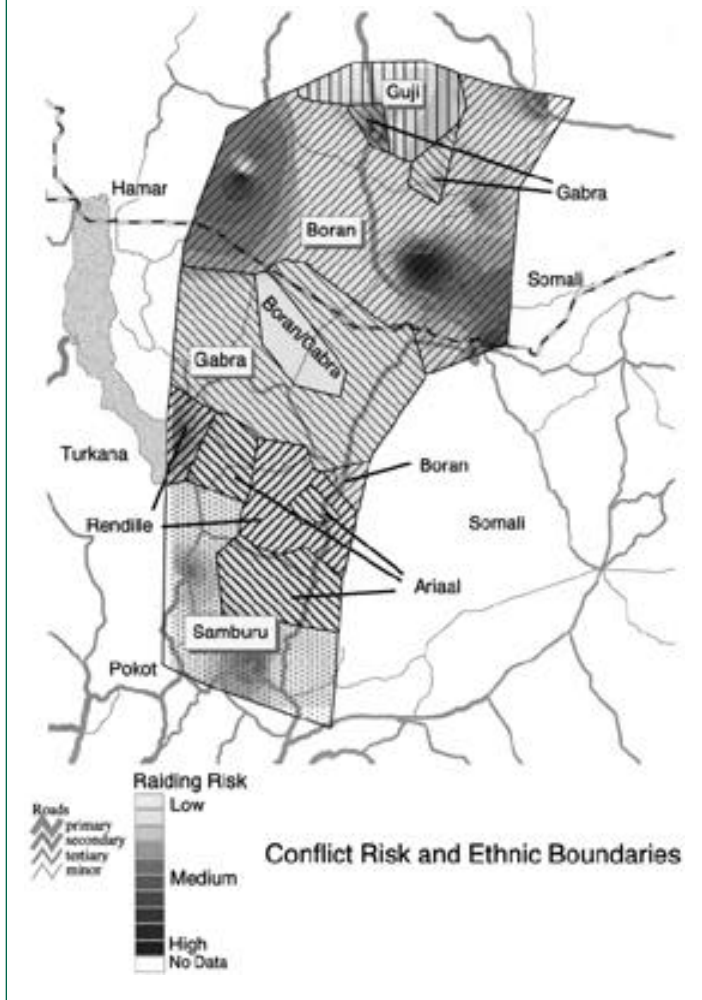 Guji
Hamar
Gabra
Boran
Somali
Boran/Gabra
Gabra
Turkana
Boran
Rendille
Somali
Ariaal
Samburu
Pokot
Raiding Risk
Low
Medium
High
No Data
Roads
primary
secondary
tertiary
minor
Conflict Risk and Ethnic Boundaries